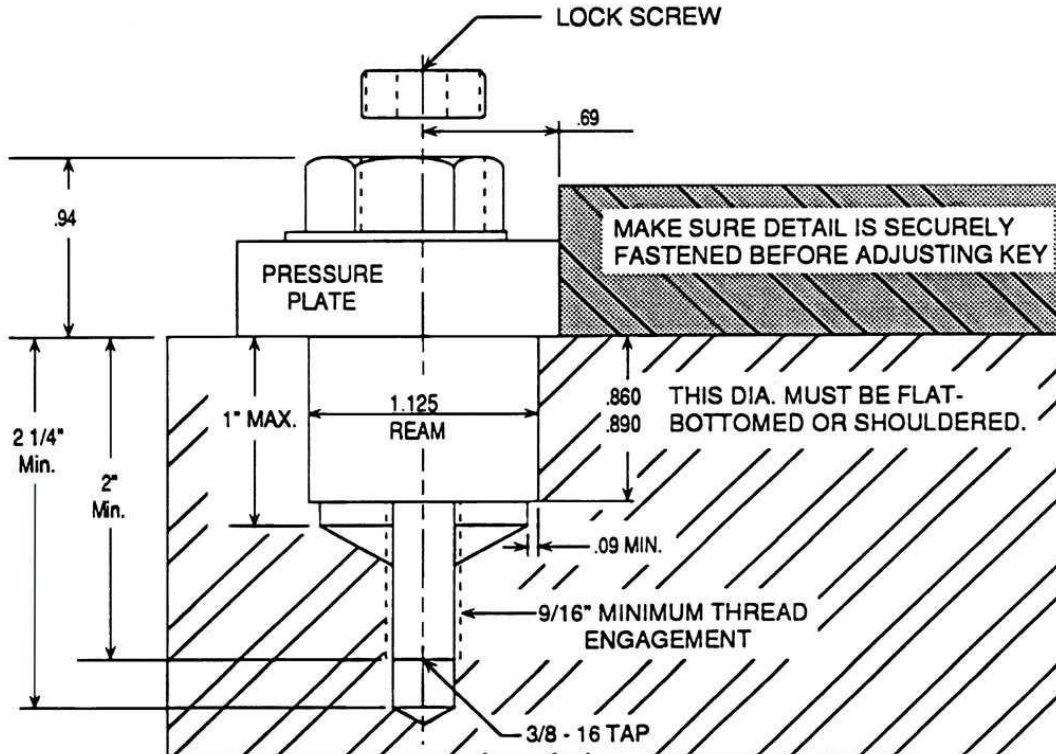 LOCK SCREW
.69
.94
MAKE SURE DETAIL IS SECURELY
FASTENED BEFORE ADJUSTING KEY
PRESSURE
PLATE
1" MAX.
1.125
REAM
.860
.890
THIS DIA. MUST BE FLAT-
BOTTOMED OR SHOULDERED.
2 1/4"
Min.
2"
Min.
.09 MIN.
9/16" MINIMUM THREAD
ENGAGEMENT
3/8 - 16 TAP